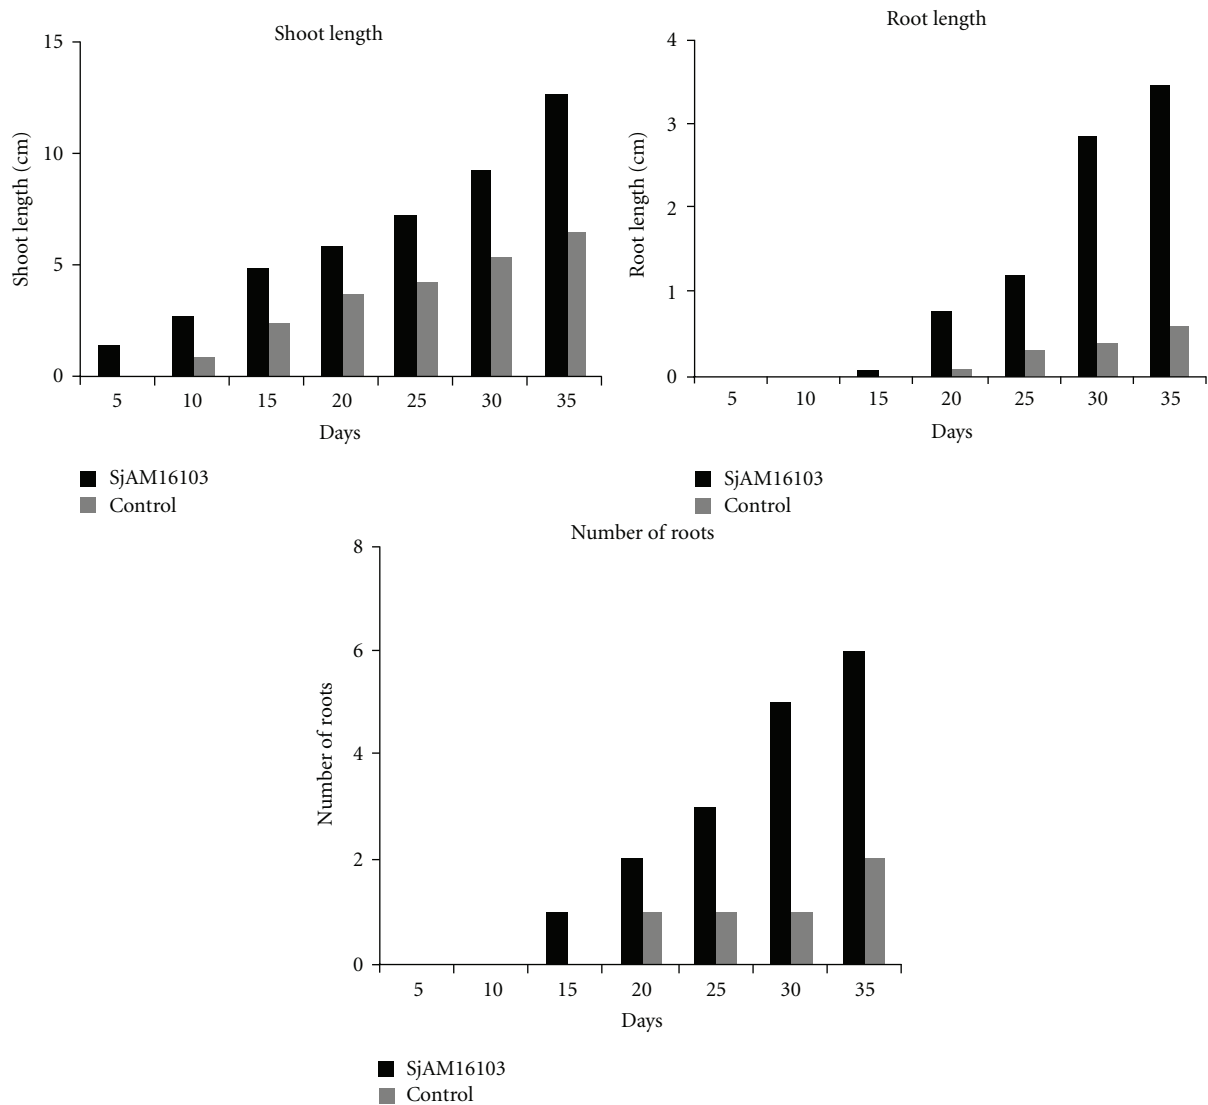 Shoot length
15
10
5
0
Shoot length (cm)
5 10 15 20 25 30 35
Days
SjAM16103
Control
Root length
4
3
2
1
0
Root length (cm)
5 10 15 20 25 30 35
Days
SjAM16103
Control
Number of roots
8
6
4
2
0
Number of roots
5 10 15 20 25 30 35
Days
SjAM16103
Control